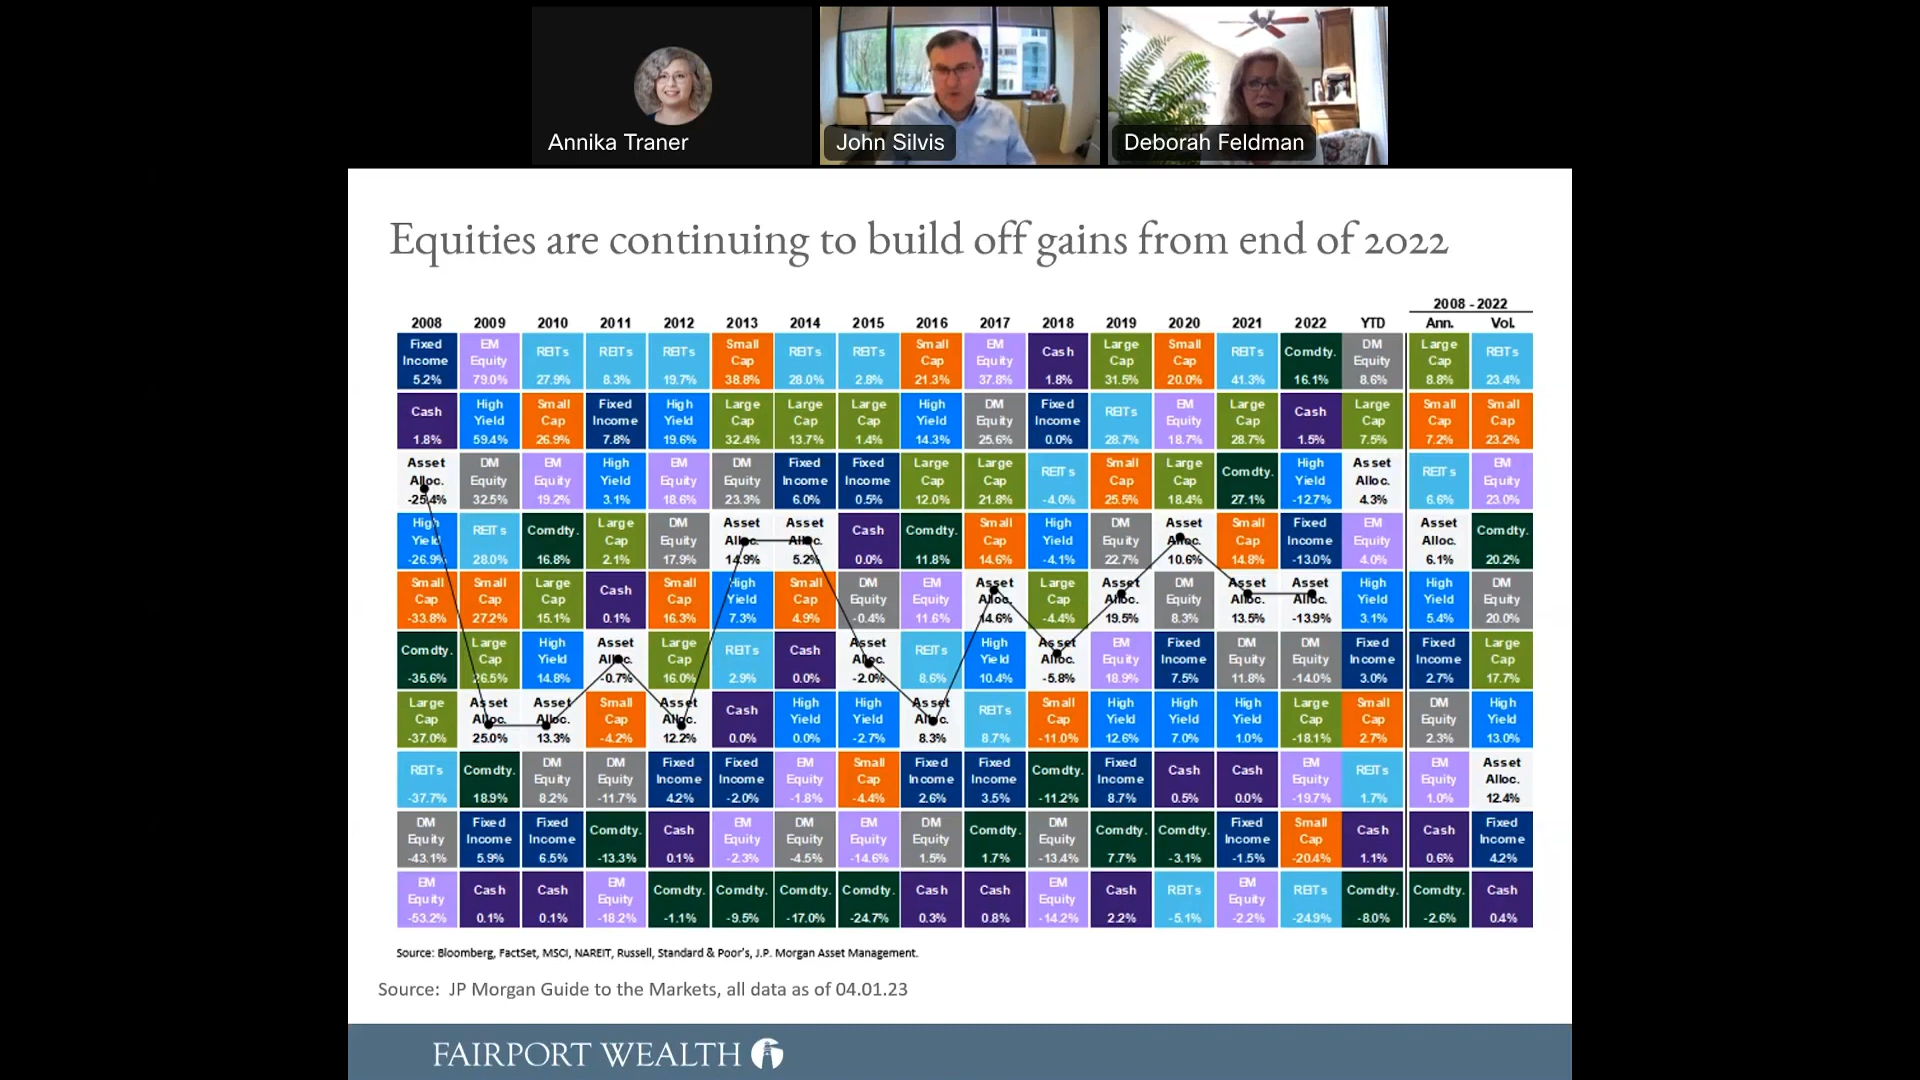 Annika Traner
John Silvis
Deborah Feldman
Equities are continuing to build off gains from end of 2022
2008 - 2022
2008 2009 2010 2011 2012 2013 2014 2015 2016 2017 2018 2019 2020 2021 2022 YTD Ann. Vol.
Fixed EM REITs REITs REITs Small REITs REITs Small EM Cash Large Small REITs Comdty. DM Large REITs
Income Equity Cap Cap Equity Cap Cap Equity Cap
5.2% 79.0% 27.9% 8.3% 19.7% 38.8% 28.0% 2.8% 21.3% 37.8% 1.8% 31.5% 20.0% 41.3% 16.1% 8.6% 8.8% 23.4%
Cash High Small Fixed High Large Large Large High DM Fixed REITs EM Large Cash Large Small Small
Yield Cap Income Yield Cap Cap Cap Yield Equity Income Equity Cap Cap Cap Cap
1.8% 59.4% 26.9% 7.8% 19.6% 32.4% 13.7% 1.4% 14.3% 25.6% 0.0% 28.7% 18.7% 28.7% 1.5% 7.5% 7.2% 23.2%
Asset DM EM High EM DM Fixed Fixed Large Large REITs Small Large Comdty. High Asset REITs EM
Alloc. Equity Equity Yield Equity Equity Income Income Cap Cap Cap Cap Yield Alloc. Equity
-25.4% 32.5% 19.2% 3.1% 18.6% 23.3% 6.0% 0.5% 12.0% 21.8% -4.0% 25.5% 18.4% 27.1% -12.7% 4.3% 6.6% 23.0%
High REITs Comdty. Large DM Asset Asset Cash Comdty. Small High DM Asset Small Fixed EM Asset Comdty.
Yield Cap Equity Alloc. Alloc. Cap Yield Equity Alloc. Cap Income Equity Alloc.
-26.9% 28.0% 16.8% 2.1% 17.9% 14.9% 5.2% 0.0% 11.8% 14.6% -4.1% 22.7% 10.6% 14.8% -13.0% 4.0% 6.1% 20.2%
Small Small Large Cash Small High Small DM EM Asset Large Asset DM Asset Asset High High DM
Cap Cap Cap Cap Yield Cap Equity Equity Alloc. Cap Alloc. Equity Alloc. Alloc. Yield Yield Equity
-33.8% 27.2% 15.1% 0.1% 16.3% 7.3% 4.9% -0.4% 11.6% 14.6% -4.4% 19.5% 8.3% 13.5% -13.9% 3.1% 5.4% 20.0%
Comdty. Large High Asset Large REITs Cash Asset REITs High Asset EM Fixed DM DM Fixed Fixed Large
Cap Yield Alloc. Cap Alloc. Yield Alloc. Equity Income Equity Equity Income Income Cap
-35.6% 26.5% 14.8% -0.7% 16.0% 2.9% 0.0% -2.0% 8.6% 10.4% -5.8% 18.9% 7.5% 11.8% -14.0% 3.0% 2.7% 17.7%
Large Asset Asset Small Asset Cash High High Asset REITs Small High High High Large Small DM High
Cap Alloc. Alloc. Cap Alloc. Yield Yield Alloc. Cap Yield Yield Yield Cap Cap Equity Yield
-37.0% 25.0% 13.3% -4.2% 12.2% 0.0% 0.0% -2.7% 8.3% 8.7% -11.0% 12.6% 7.0% 1.0% -18.1% 2.7% 2.3% 13.0%
REITs Comdty. DM DM Fixed Fixed EM Small Fixed Fixed Comdty. Fixed Cash Cash EM REITs EM Asset
Equity Equity Income Income Equity Cap Income Income Income Equity Equity Alloc.
-37.7% 18.9% 8.2% -11.7% 4.2% -2.0% -1.8% -4.4% 2.6% 3.5% -11.2% 8.7% 0.5% 0.0% -19.7% 1.7% 1.0% 12.4%
DM Fixed Fixed Comdty. Cash EM DM EM DM Comdty. DM Comdty. Comdty. Fixed Small Cash Cash Fixed
Equity Income Income Equity Equity Equity Equity Equity Income Cap Income
-43.1% 5.9% 6.5% -13.3% 0.1% -2.3% -4.5% -14.6% 1.5% 1.7% -13.4% 7.7% -3.1% -1.5% -20.4% 1.1% 0.6% 4.2%
EM Cash Cash EM Comdty. Comdty. Comdty. Comdty. Cash Cash EM Cash REITs EM REITs Comdty. Comdty. Cash
Equity Equity Equity Equity
-53.2% 0.1% 0.1% -18.2% -1.1% -9.5% -17.0% -24.7% 0.3% 0.8% -14.2% 2.2% -5.1% -2.2% -24.9% -8.0% -2.6% 0.4%
Source: Bloomberg, FactSet, MSCI, NAREIT, Russell, Standard & Poor's, J.P. Morgan Asset Management.
Source: JP Morgan Guide to the Markets, all data as of 04.01.23
FAIRPORT WEALTH